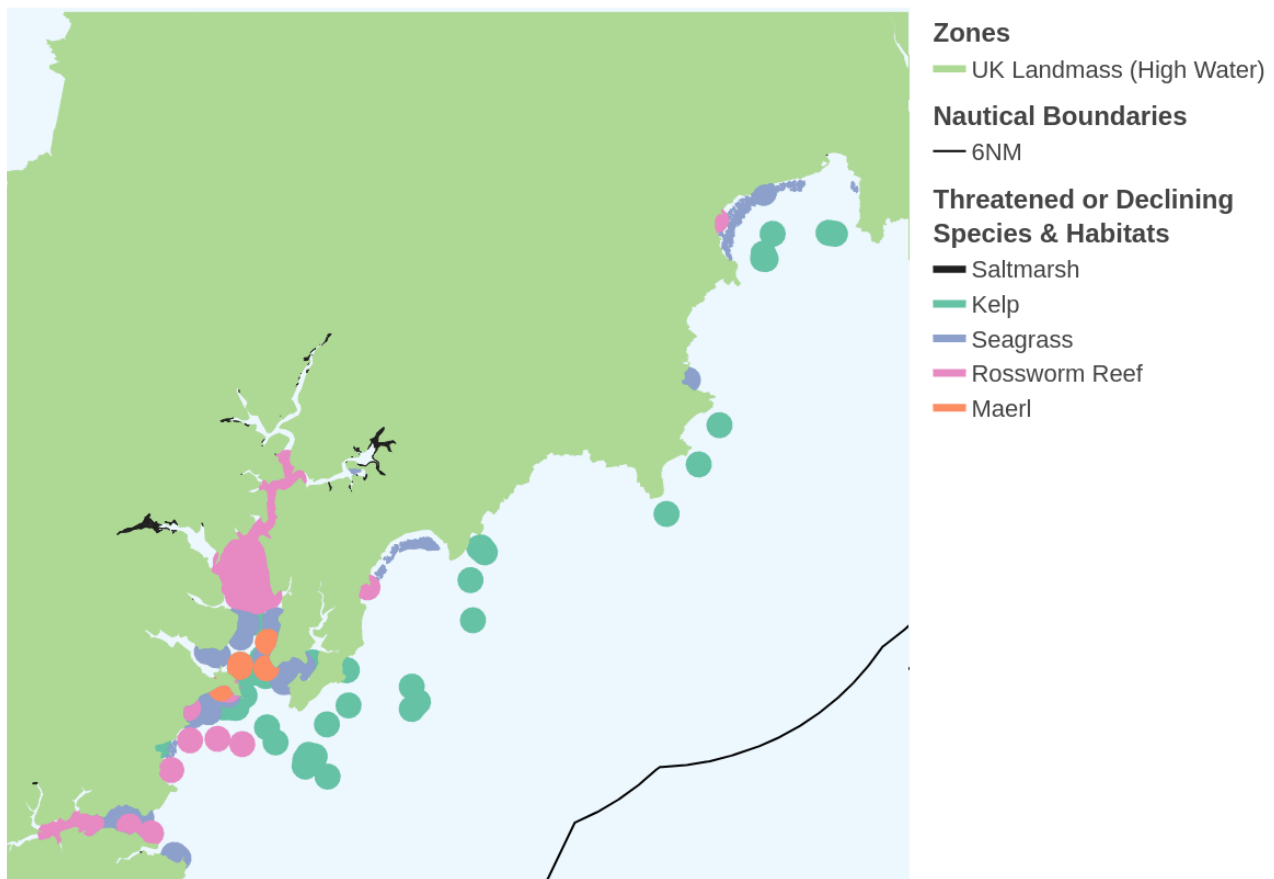 Zones
UK Landmass (High Water)
Nautical Boundaries
6NM
Threatened or Declining
Species & Habitats
Saltmarsh
Kelp
Seagrass
Rossworm Reef
Maerl